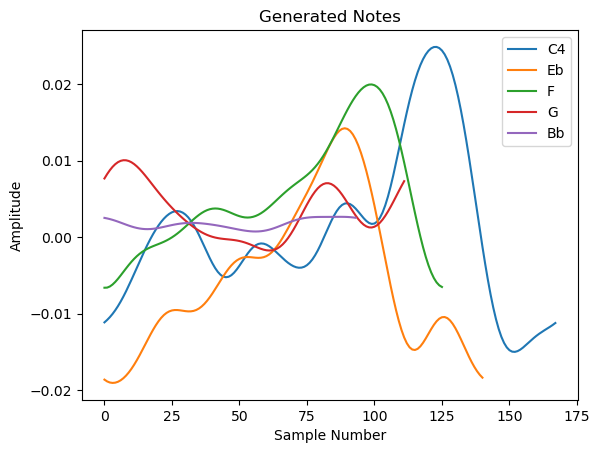 Generated Notes
C4
Eb
F
G
Bb
Amplitude
0.02
0.01
0.00
−0.01
−0.02
0 25 50 75 100 125 150 175
Sample Number